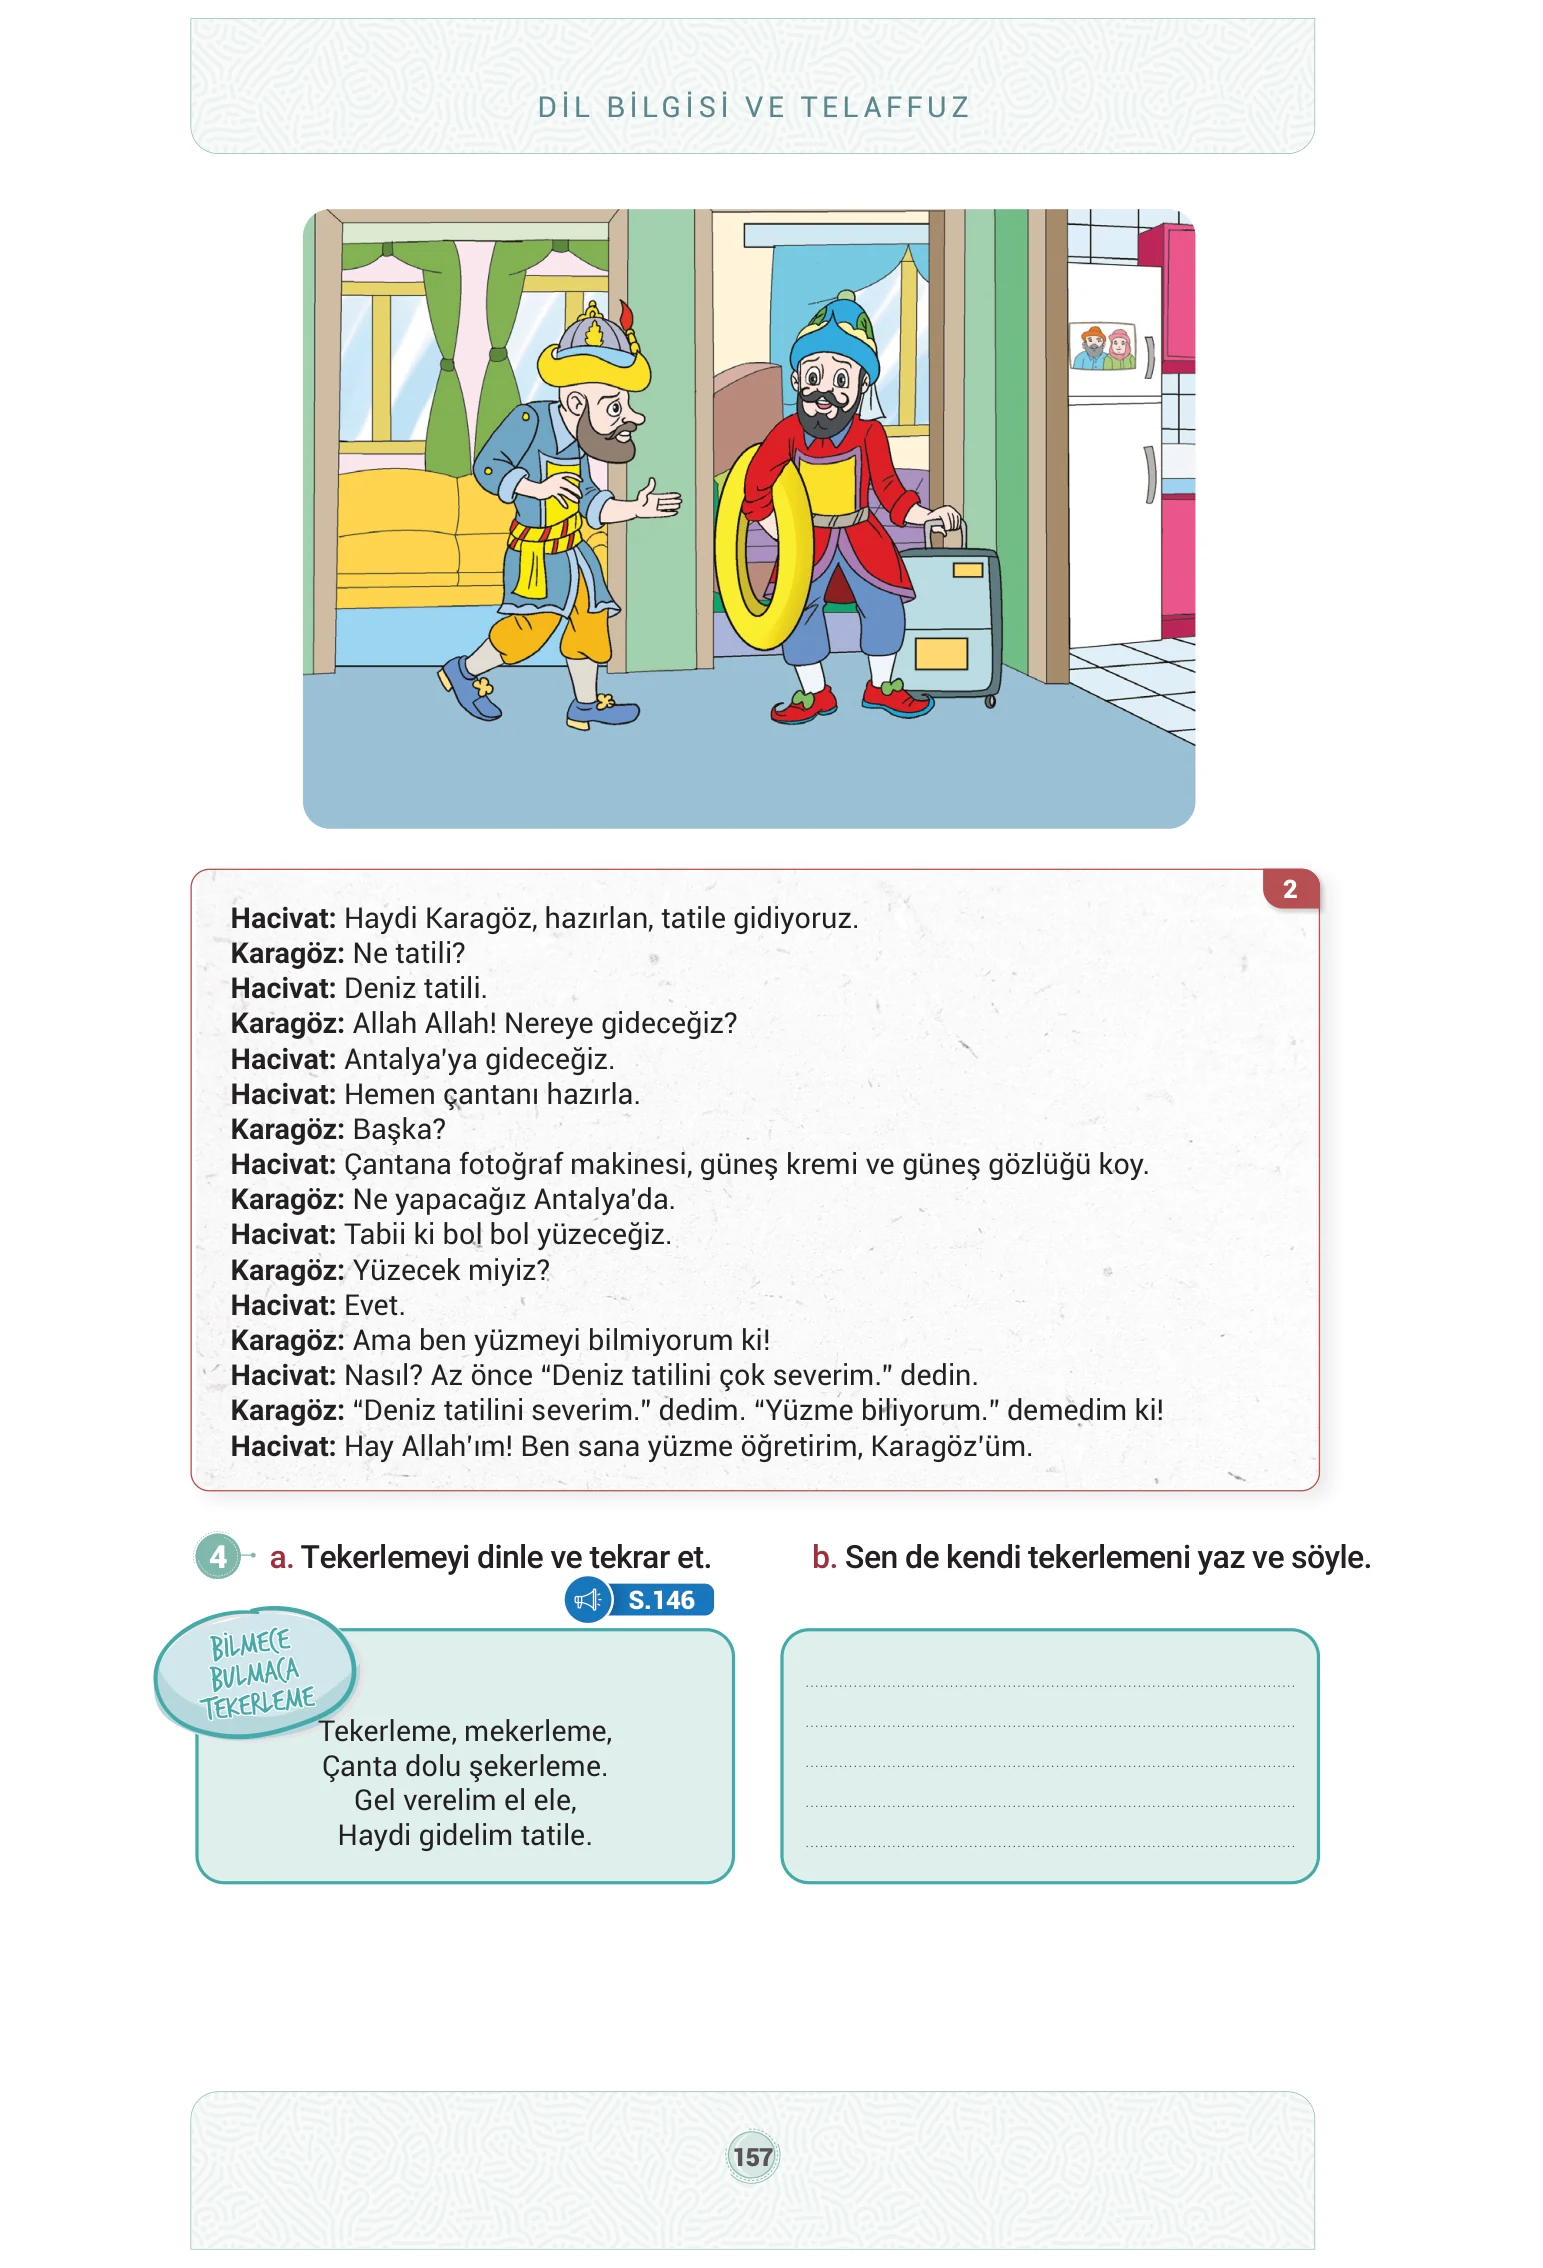 DİL BİLGİSİ VE TELAFFUZ
2
Hacivat: Haydi Karagöz, hazırlan, tatile gidiyoruz.
Karagöz: Ne tatili?
Hacivat: Deniz tatili.
Karagöz: Allah Allah! Nereye gideceğiz?
Hacivat: Antalya'ya gideceğiz.
Hacivat: Hemen çantanı hazırla.
Karagöz: Başka?
Hacivat: Çantana fotoğraf makinesi, güneş kremi ve güneş gözlüğü koy.
Karagöz: Ne yapacağız Antalya'da.
Hacivat: Tabii ki bol bol yüzeceğiz.
Karagöz: Yüzecek miyiz?
Hacivat: Evet.
Karagöz: Ama ben yüzmeyi bilmiyorum ki!
Hacivat: Nasıl? Az önce “Deniz tatilini çok severim.” dedin.
Karagöz: “Deniz tatilini severim.” dedim. “Yüzme biliyorum.” demedim ki!
Hacivat: Hay Allah'ım! Ben sana yüzme öğretirim, Karagöz'üm.
4 a. Tekerlemeyi dinle ve tekrar et.
S.146
BİLMECE
BULMACA
TEKERLEME
Tekerleme, mekerleme,
Çanta dolu şekerleme.
Gel verelim el ele,
Haydi gidelim tatile.
b. Sen de kendi tekerlemeni yaz ve söyle.
157